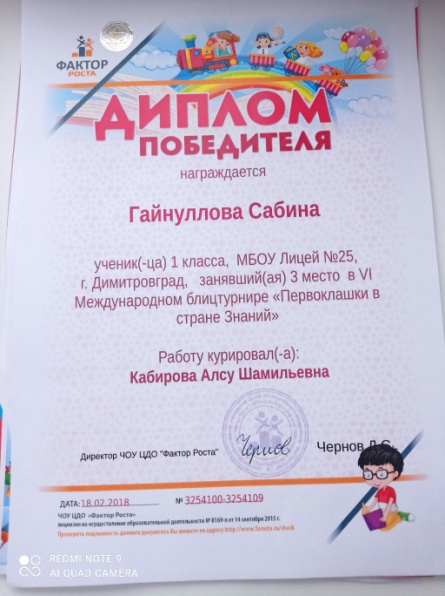 ФАКТОР
РОСТА
ДИПЛОМ
ПОБЕДИТЕЛЯ
награждается
Гайнуллова Сабина
ученик(-ца) 1 класса, МБОУ Лицей №25,
г. Димитровград, занявший(ая) 3 место в VI
Международном блицтурнире «Первоклашки в
стране Знаний»
Работу курировал(-а):
Кабирова Алсу Шамильевна
Директор ЧОУ ЦДО "Фактор Роста"
Чернов
ДАТА: 18.02.2018 № 3254100-3254109
ЧОУ ЦДО «Фактор Роста»
лицензия на осуществление образовательной деятельности № 8169-л от 14 сентября 2015 г.
Проверить подлинность данного документа Вы можете по адресу http://www.farosta.ru/check
REDMI NOTE 9
AI QUAD CAMERA